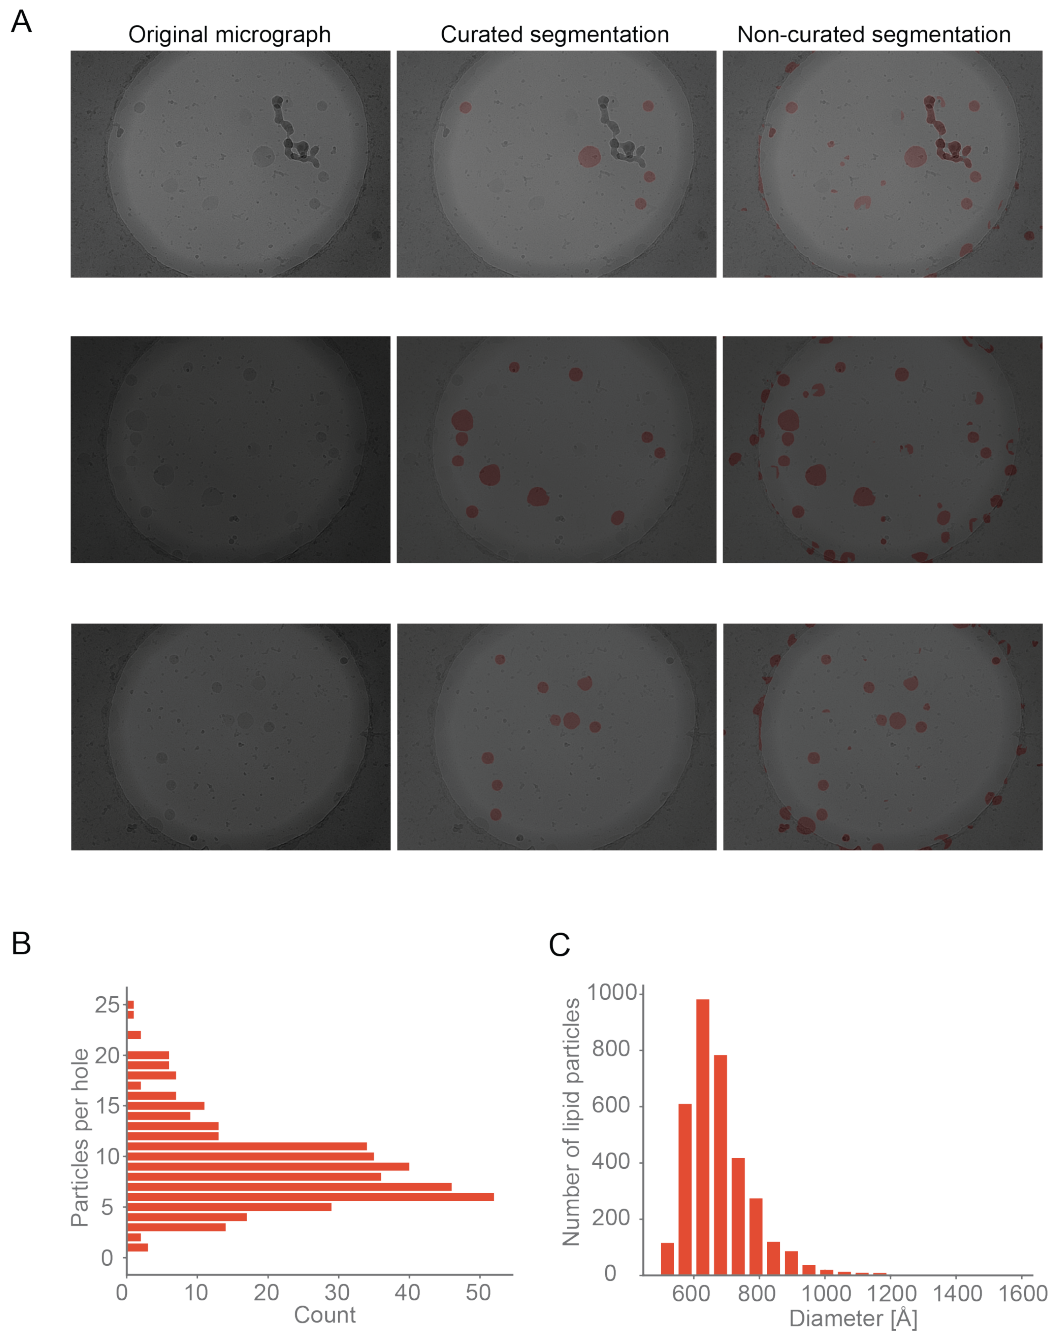 A
Original micrograph
Curated segmentation
Non-curated segmentation
B
Particles per hole
25
20
15
10
5
0
0
10
20
30
40
50
Count
C
Number of lipid particles
1000
800
600
400
200
0
600
800
1000
1200
1400
1600
Diameter [Å]